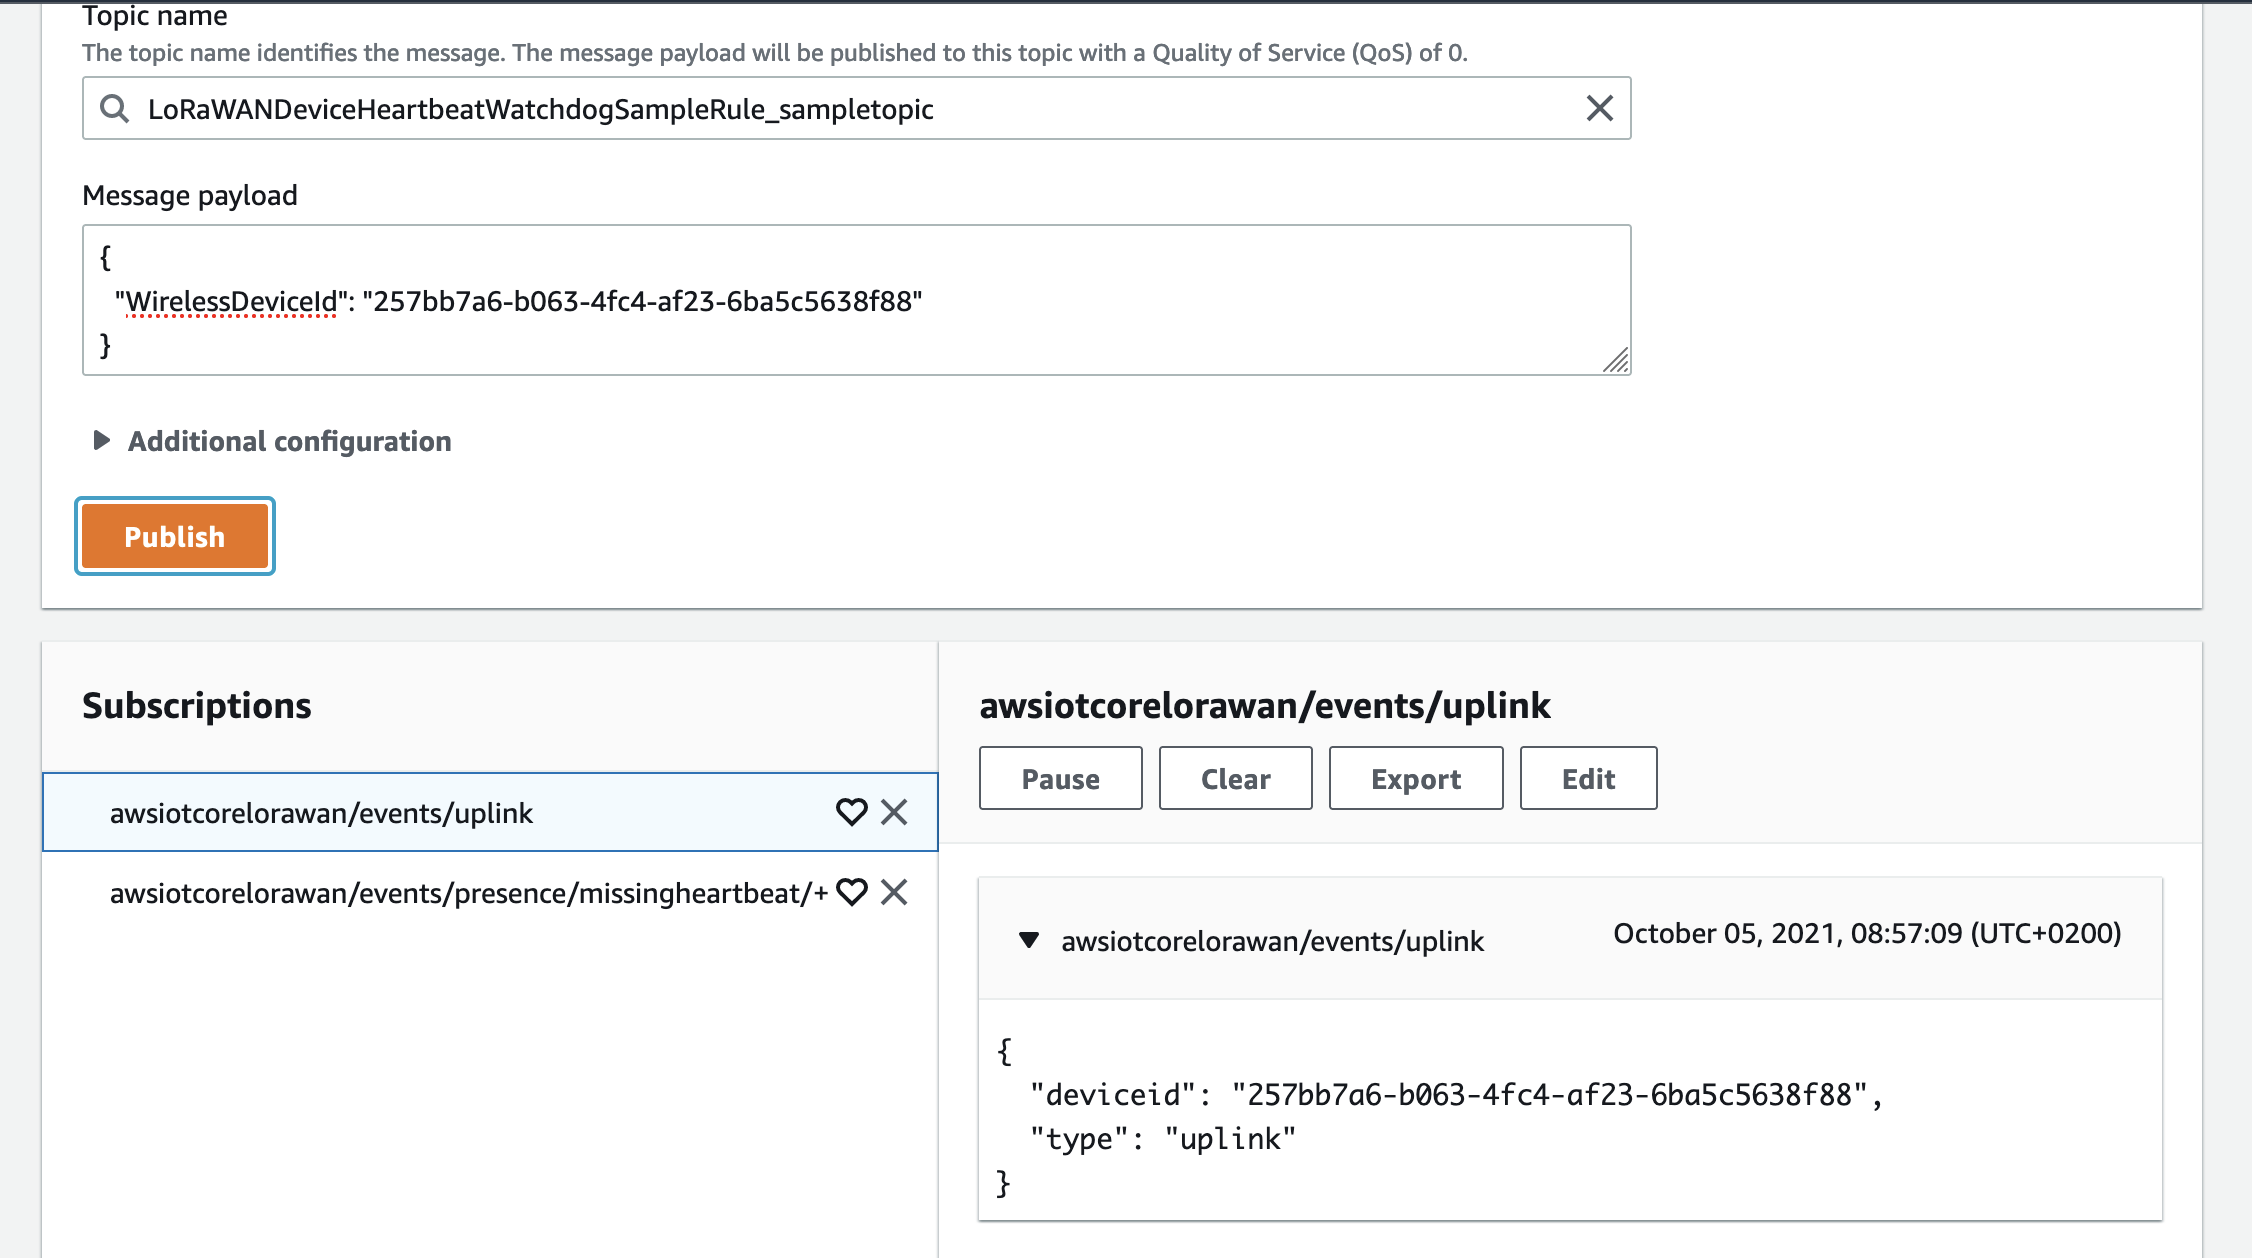 Topic name
The topic name identifies the message. The message payload will be published to this topic with a Quality of Service (QoS) of 0.
LoRaWANDeviceHeartbeatWatchdogSampleRule_sampletopic
Message payload
{
"WirelessDeviceId": "257bb7a6-b063-4fc4-af23-6ba5c5638f88"
}
Additional configuration
Publish
Subscriptions
awsiotcorelorawan/events/uplink
awsiotcorelorawan/events/presence/missingheartbeat/+
awsiotcorelorawan/events/uplink
Pause Clear Export Edit
awsiotcorelorawan/events/uplink October 05, 2021, 08:57:09 (UTC+0200)
{
"deviceid": "257bb7a6-b063-4fc4-af23-6ba5c5638f88",
"type": "uplink"
}